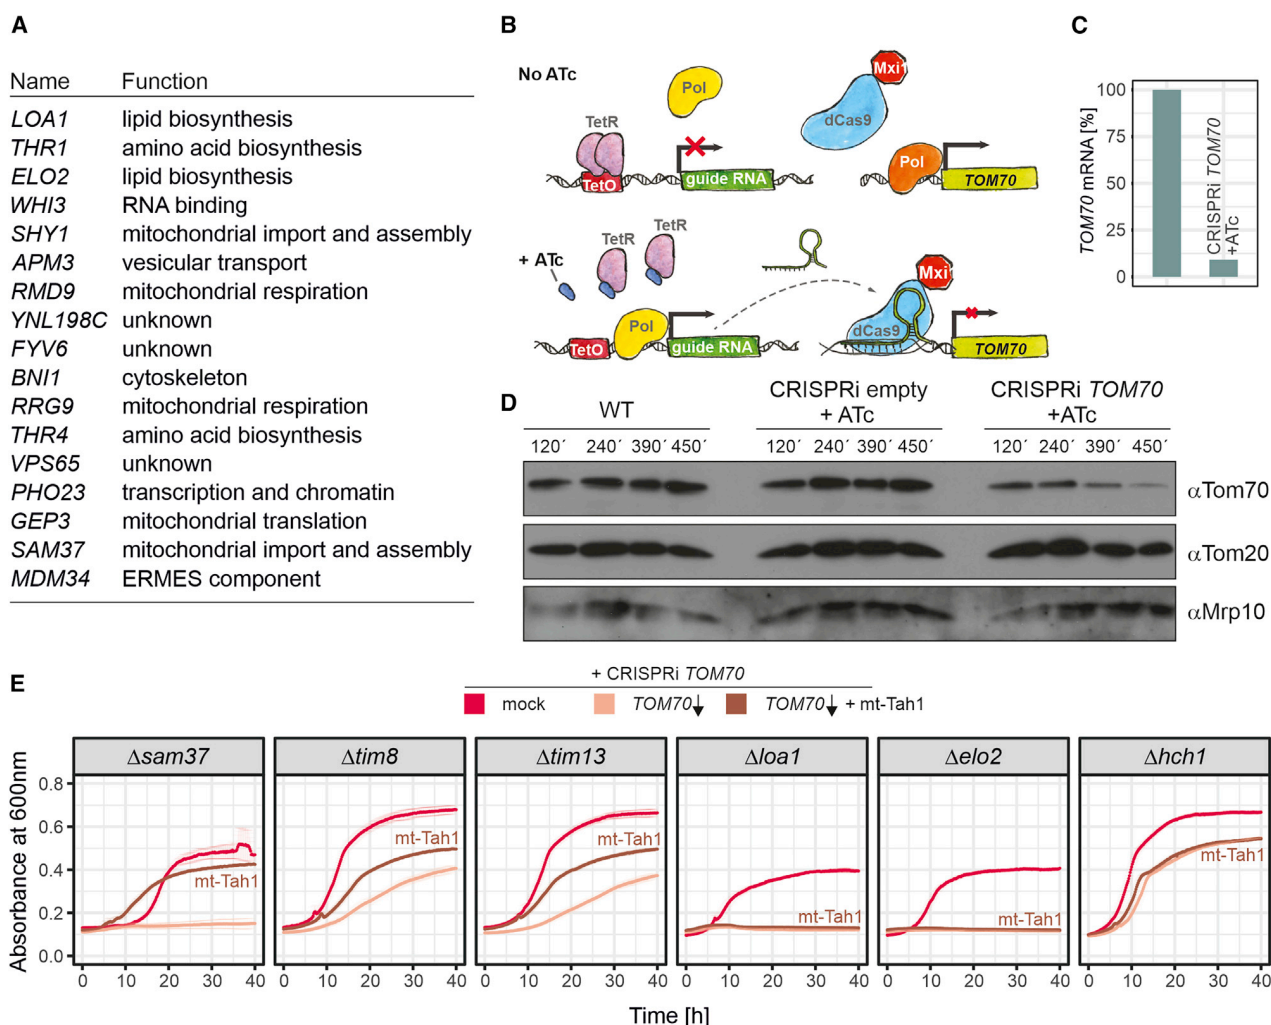 A
Name Function
LOA1 lipid biosynthesis
THR1 amino acid biosynthesis
ELO2 lipid biosynthesis
WHI3 RNA binding
SHY1 mitochondrial import and assembly
APM3 vesicular transport
RMD9 mitochondrial respiration
YNL198C unknown
FYV6 unknown
BNI1 cytoskeleton
RRG9 mitochondrial respiration
THR4 amino acid biosynthesis
VPS65 unknown
PHO23 transcription and chromatin
GEP3 mitochondrial translation
SAM37 mitochondrial import and assembly
MDM34 ERMES component
B
No ATc
Pol
Mxi1
dCas9
TetR
TetO
guide RNA
Pol
TOM70
+ ATc
TetR
TetR
TetO
Pol
guide RNA
Mxi1
dCas9
TOM70
C
TOM70 mRNA [%]
100
75
50
25
0
CRISPRi TOM70
+ATc
D
WT
CRISPRi empty
+ ATc
CRISPRi TOM70
+ATc
120´ 240´ 390´ 450´
120´ 240´ 390´ 450´
120´ 240´ 390´ 450´
αTom70
αTom20
αMrp10
E
+ CRISPRi TOM70
mock
TOM70↓
TOM70↓ + mt-Tah1
Δsam37
Δtim8
Δtim13
Δloa1
Δelo2
Δhch1
Absorbance at 600nm
0.8
0.6
0.4
0.2
0.0
mt-Tah1
mt-Tah1
mt-Tah1
mt-Tah1
mt-Tah1
mt-Tah1
0 10 20 30 40
0 10 20 30 40
0 10 20 30 40
0 10 20 30 40
0 10 20 30 40
0 10 20 30 40
Time [h]